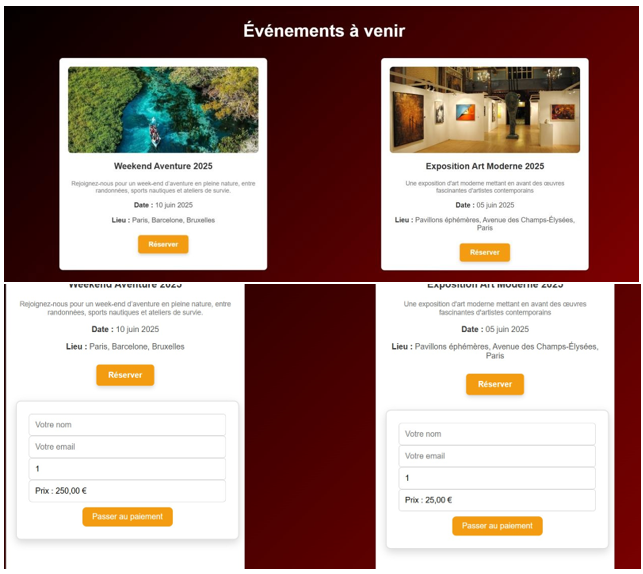 Événements à venir
Weekend Aventure 2025
Rejoignez-nous pour un week-end d'aventure en pleine nature, entre
randonnées, sports nautiques et ateliers de survie.
Date : 10 juin 2025
Lieu : Paris, Barcelone, Bruxelles
Réserver
Exposition Art Moderne 2025
Une exposition d'art moderne mettant en avant des œuvres
fascinantes d'artistes contemporains
Date : 05 juin 2025
Lieu : Pavillons éphémères, Avenue des Champs-Élysées,
Paris
Réserver
Weekend Aventure 2025
Rejoignez-nous pour un week-end d'aventure en pleine nature, entre
randonnées, sports nautiques et ateliers de survie.
Date : 10 juin 2025
Lieu : Paris, Barcelone, Bruxelles
Réserver
Votre nom
Votre email
1
Prix : 250,00 €
Passer au paiement
Exposition Art Moderne 2025
Une exposition d'art moderne mettant en avant des œuvres
fascinantes d'artistes contemporains
Date : 05 juin 2025
Lieu : Pavillons éphémères, Avenue des Champs-Élysées,
Paris
Réserver
Votre nom
Votre email
1
Prix : 25,00 €
Passer au paiement